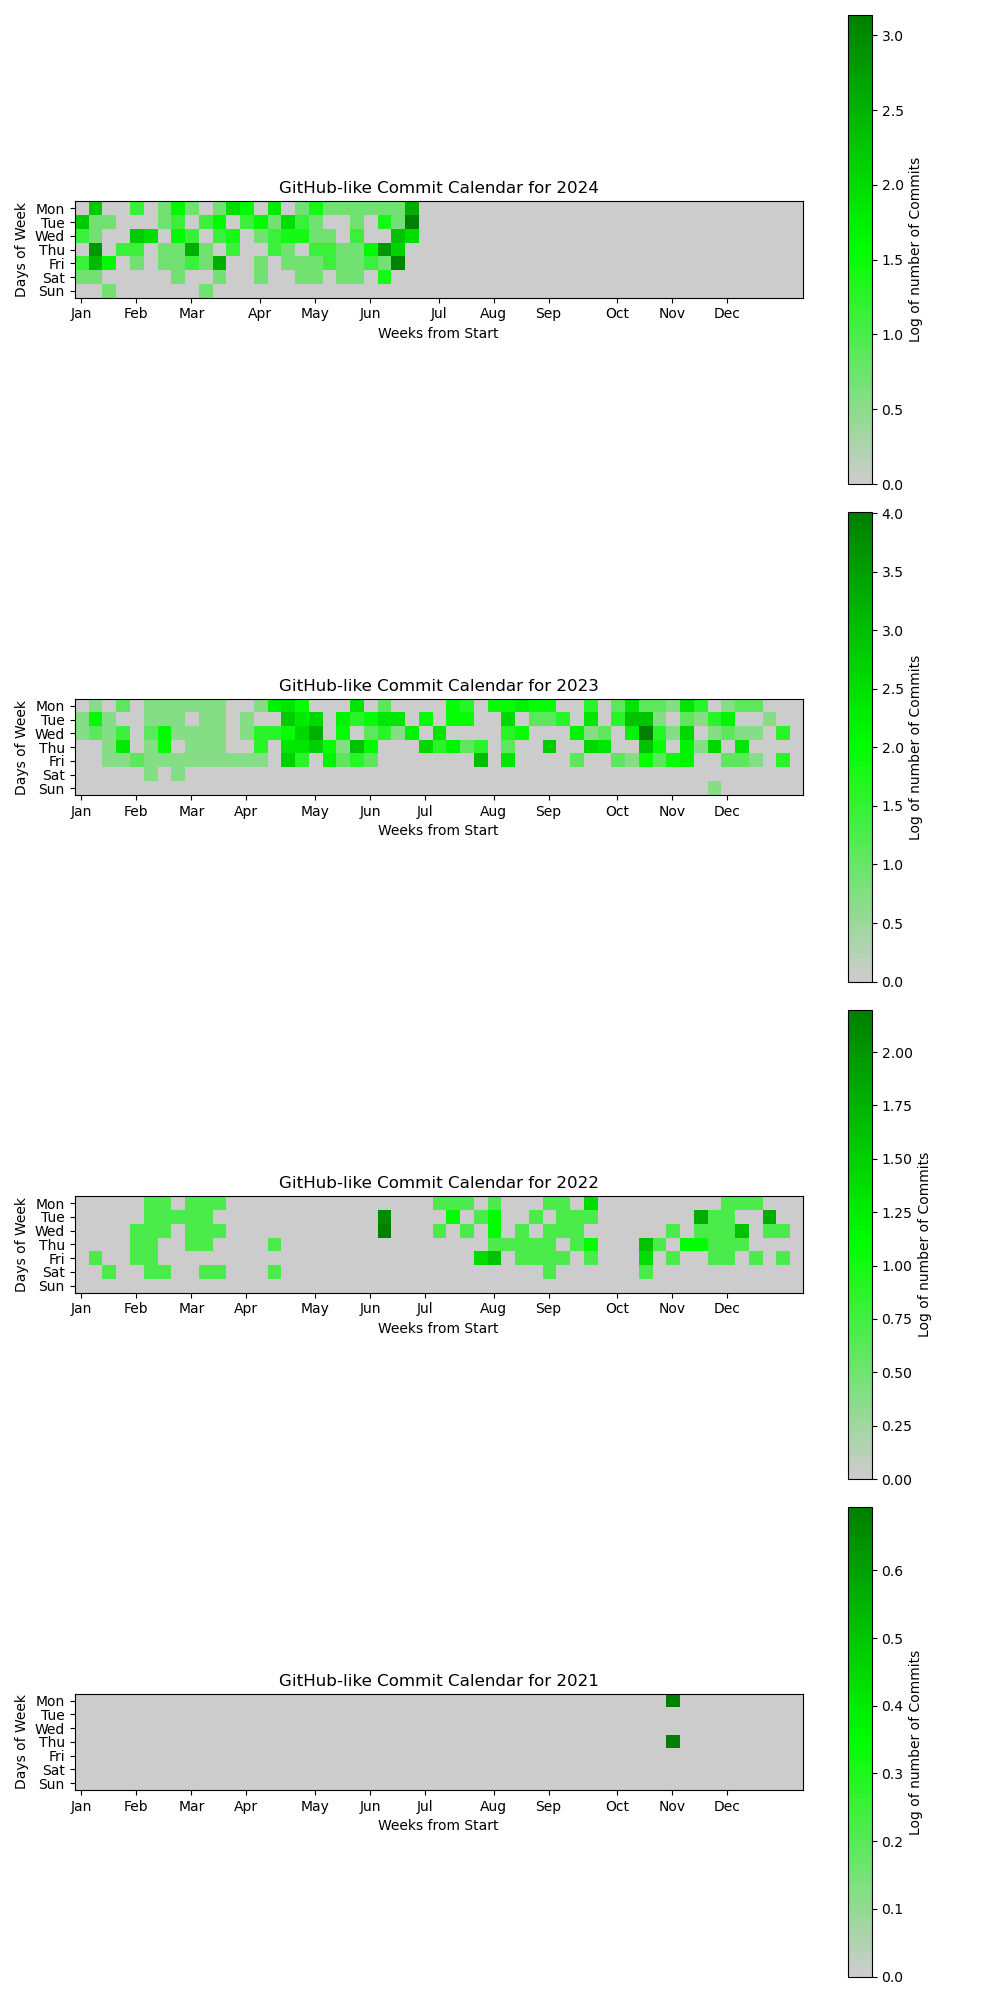 GitHub-like Commit Calendar for 2024
Days of Week
Mon
Tue
Wed
Thu
Fri
Sat
Sun
Jan Feb Mar Apr May Jun Jul Aug Sep Oct Nov Dec
Weeks from Start
3.0
2.5
2.0
1.5
1.0
0.5
0.0
Log of number of Commits
GitHub-like Commit Calendar for 2023
Days of Week
Mon
Tue
Wed
Thu
Fri
Sat
Sun
Jan Feb Mar Apr May Jun Jul Aug Sep Oct Nov Dec
Weeks from Start
4.0
3.5
3.0
2.5
2.0
1.5
1.0
0.5
0.0
Log of number of Commits
GitHub-like Commit Calendar for 2022
Days of Week
Mon
Tue
Wed
Thu
Fri
Sat
Sun
Jan Feb Mar Apr May Jun Jul Aug Sep Oct Nov Dec
Weeks from Start
2.00
1.75
1.50
1.25
1.00
0.75
0.50
0.25
0.00
Log of number of Commits
GitHub-like Commit Calendar for 2021
Days of Week
Mon
Tue
Wed
Thu
Fri
Sat
Sun
Jan Feb Mar Apr May Jun Jul Aug Sep Oct Nov Dec
Weeks from Start
0.6
0.5
0.4
0.3
0.2
0.1
0.0
Log of number of Commits